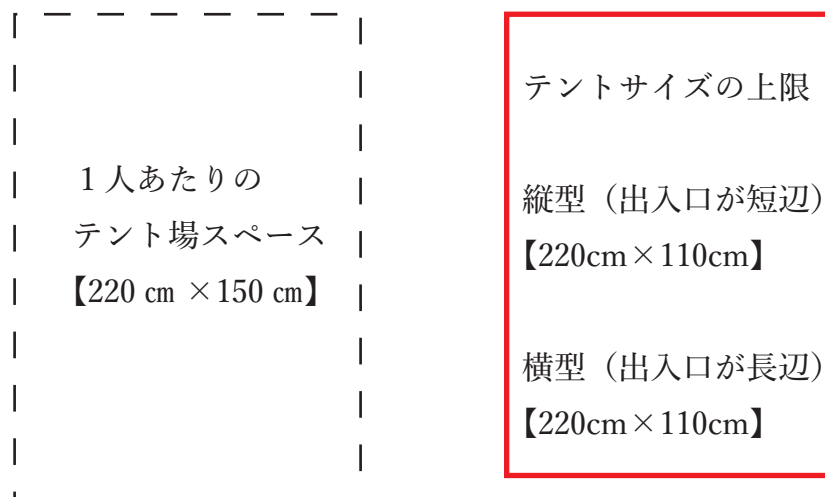 １人あたりの
テント場スペース
【220 ㎝ ×150 ㎝】
テントサイズの上限
縦型（出入口が短辺）
【220cm×110cm】
横型（出入口が長辺）
【220cm×110cm】